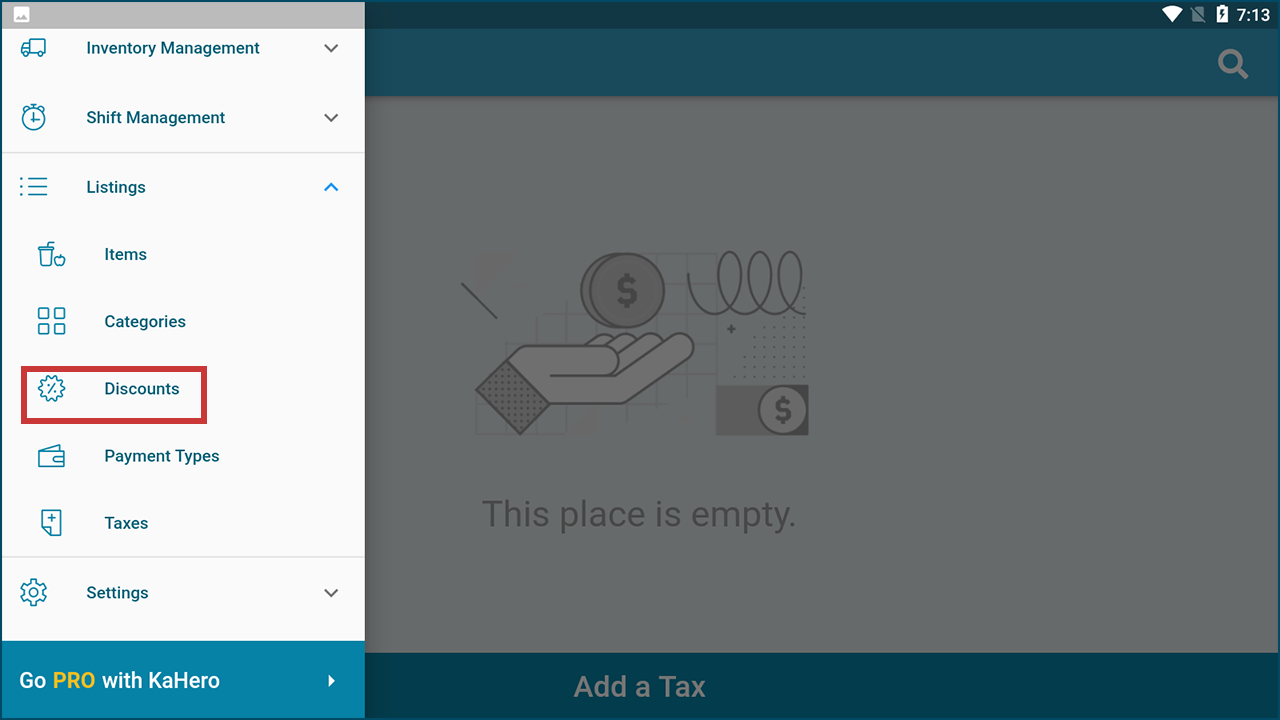 7:13
Inventory Management
Shift Management
Listings
Items
Categories
Discounts
Payment Types
Taxes
Settings
Go PRO with KaHero
$
$
This place is empty.
Add a Tax